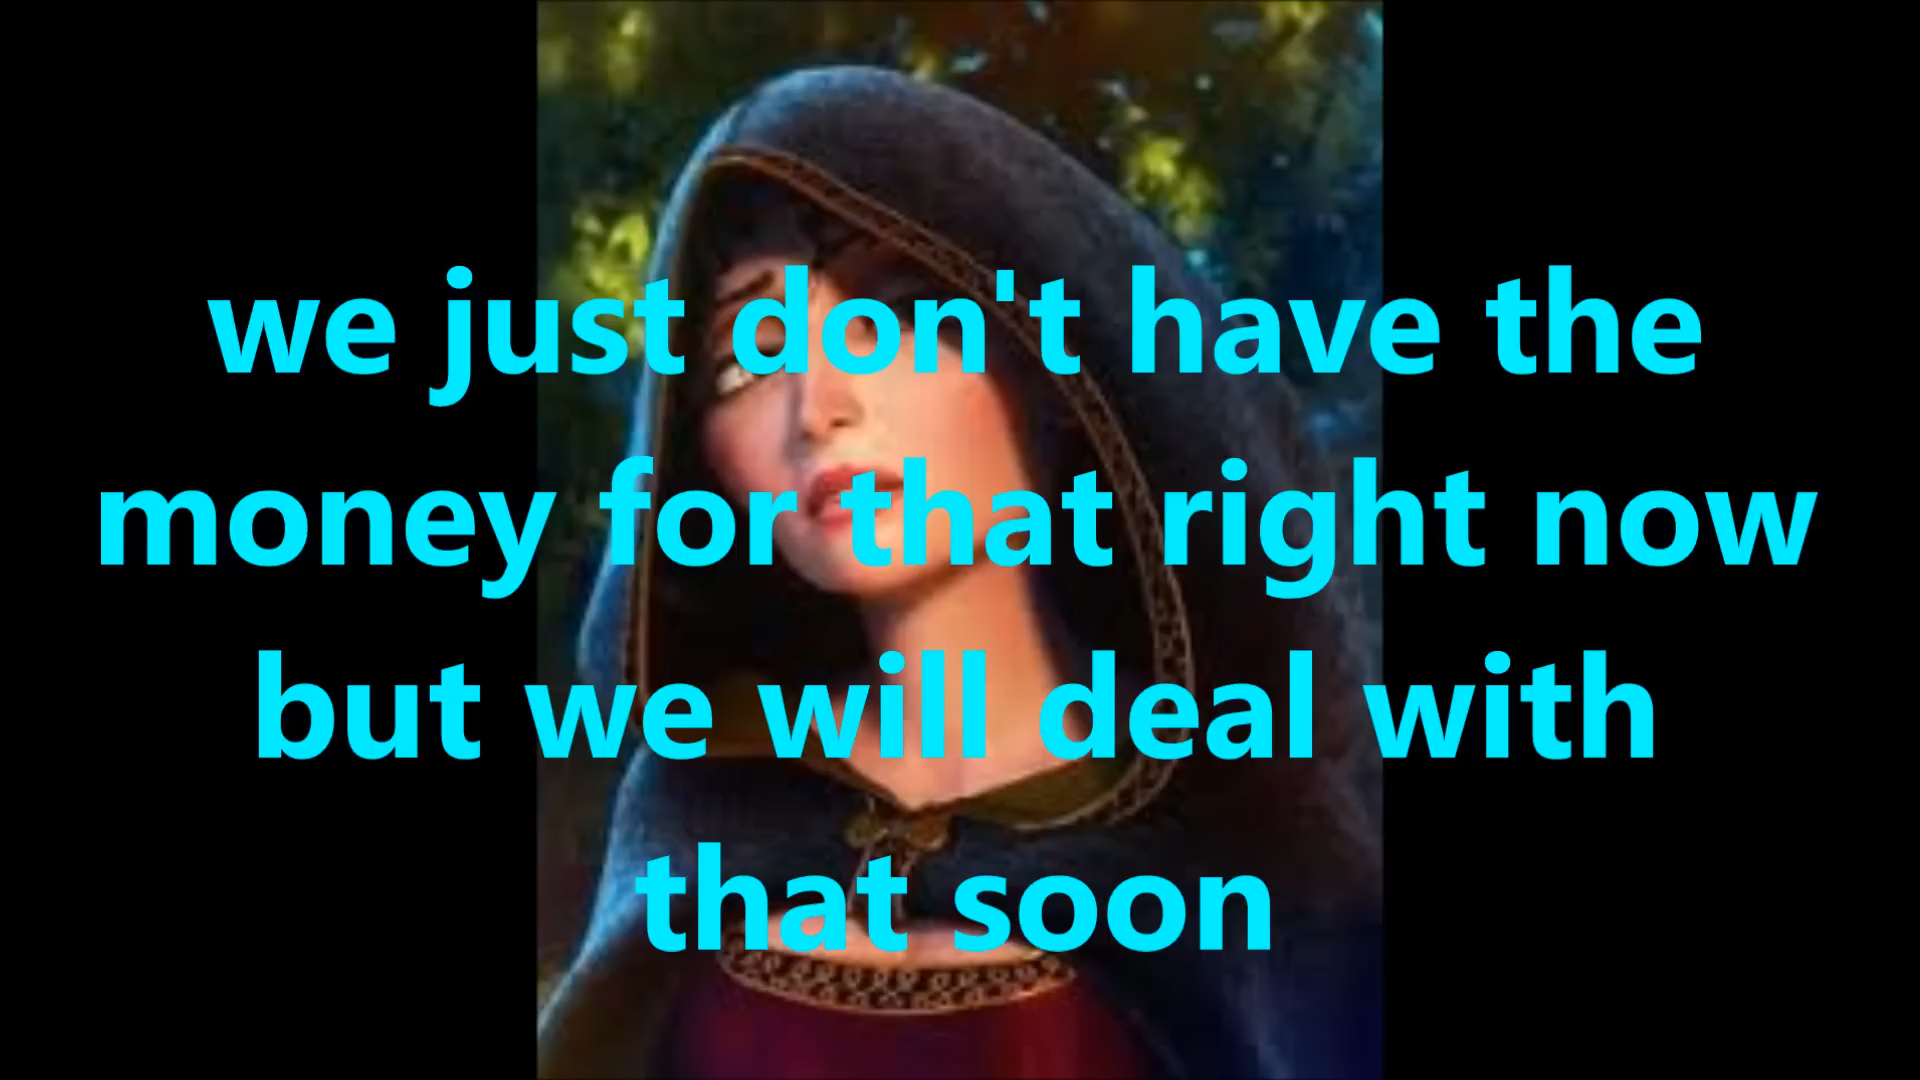 we just don't have the
money for that right now
but we will deal with
that soon